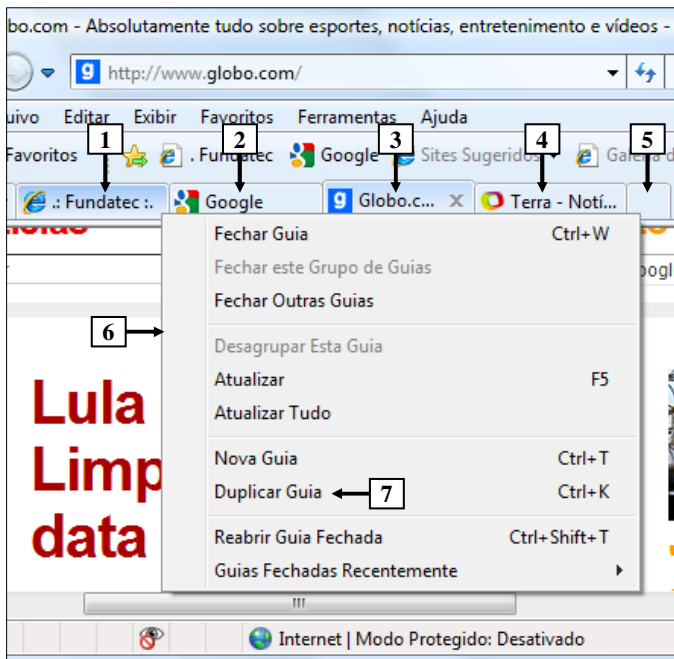 bo.com - Absolutamente tudo sobre esportes, notícias, entretenimento e vídeos -
g http://www.globo.com/
uivo Editar Exibir Favoritos Ferramentas Ajuda
1 2 3 4 5
Favoritos .: Fundatec Google Sites Sugeridos Galeria d
.: Fundatec :. Google g Globo.c... X Terra - Notí...
Fechar Guia Ctrl+W
Fechar este Grupo de Guias
Fechar Outras Guias
6
Desagrupar Esta Guia
Atualizar F5
Atualizar Tudo
Nova Guia Ctrl+T
Duplicar Guia 7 Ctrl+K
Reabrir Guia Fechada Ctrl+Shift+T
Guias Fechadas Recentemente
Lula
Limp
data
Internet | Modo Protegido: Desativado